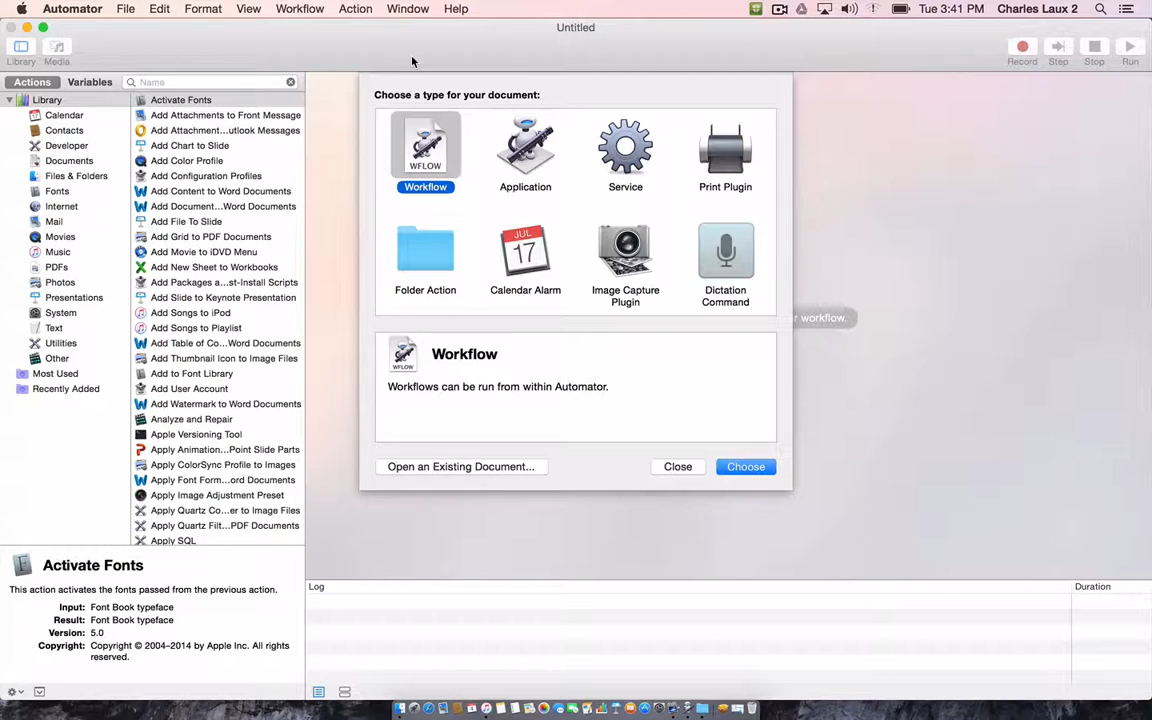 Automator File Edit Format View Workflow Action Window Help Tue 3:41 PM Charles Laux 2
Untitled
Library Media Record Step Stop Run
Actions Variables Name
Library
Calendar
Contacts
Developer
Documents
Files & Folders
Fonts
Internet
Mail
Movies
Music
PDFs
Photos
Presentations
System
Text
Utilities
Other
Most Used
Recently Added
Activate Fonts
Add Attachments to Front Message
Add Attachment...utlook Messages
Add Chart to Slide
Add Color Profile
Add Configuration Profiles
Add Content to Word Documents
Add Document...Word Documents
Add File To Slide
Add Grid to PDF Documents
Add Movie to iDVD Menu
Add New Sheet to Workbooks
Add Packages a...st-Install Scripts
Add Slide to Keynote Presentation
Add Songs to iPod
Add Songs to Playlist
Add Table of Co...Word Documents
Add Thumbnail Icon to Image Files
Add to Font Library
Add User Account
Add Watermark to Word Documents
Analyze and Repair
Apple Versioning Tool
Apply Animation...Point Slide Parts
Apply ColorSync Profile to Images
Apply Font Form...ord Documents
Apply Image Adjustment Preset
Apply Quartz Co...er to Image Files
Apply Quartz Filt...PDF Documents
Apply SQL
Choose a type for your document:
WFLOW
Workflow
Application
Service
Print Plugin
Folder Action
JUL
17
Calendar Alarm
Image Capture
Plugin
Dictation
Command
r workflow.
WFLOW
Workflow
Workflows can be run from within Automator.
Open an Existing Document... Close Choose
Activate Fonts
This action activates the fonts passed from the previous action.
Input: Font Book typeface
Result: Font Book typeface
Version: 5.0
Copyright: Copyright © 2004–2014 by Apple Inc. All rights
reserved.
Log Duration